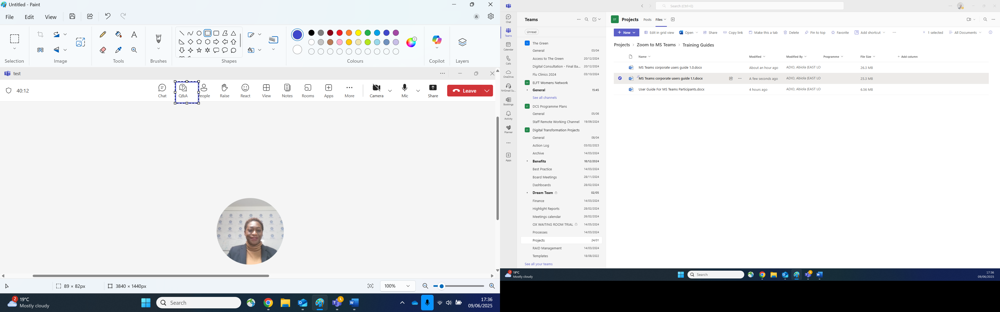 Untitled - Paint
File Edit View
Selection Image Tools Brushes Shapes Colours Copilot Layers
test
40:12
Chat Q&A eople Raise React View Notes Rooms Apps More Camera Mic Share Leave
89 × 82px 3840 × 1440px 100%
2 19°C
Mostly cloudy
Search
17:36
09/06/2025
Search (Ctrl+E)
Chat
Teams
Calendar
Calls
OneDrive
NHSmail Su...
Bookings
Activity
Planner
Apps
Teams
Unread
The Green
General 03/04
Access to The Green 20/12/2024
Digital Consultation - Final Ba... 20/12/2024
Flu Clinics 2024 03/10/2024
ELFT Womens Network
General 15:45
See all channels
DCS Programme Plans
General 05/06
Staff Remote Working Channel 19/09/2024
DT Digital Transformation Projects
General 08/04
Action Log 03/02/2023
Archive 14/03/2024
Benefits 18/12/2024
Best Practice 14/03/2024
Board Meetings 28/11/2024
Dashboards 28/02/2024
Dream Team 02/05
Finance 14/03/2024
Highlight Reports 28/02/2024
Meetings calendar 26/02/2024
OX WAITING ROOM TRIAL 14/05/2024
Processes 14/03/2024
Projects 24/01
RAID Management 14/03/2024
Templates 18/08/2022
See all your teams
DT Projects Posts Files
New Edit in grid view Open Share Copy link Make this a tab Delete Pin to top Favorite Add shortcut 1 selected All Documents
Projects > Zoom to MS Teams > Training Guides
Name Modified Modified By Programme File Size + Add column
MS Teams corporate users guide 1.0.docx About an hour ago ADIO, Abiola (EAST LO 26.3 MB
MS Teams corporate users guide 1.1.docx A few seconds ago ADIO, Abiola (EAST LO 25.3 MB
User Guide For MS Teams Participants.docx 4 hours ago ADIO, Abiola (EAST LO 6.56 MB
2 19°C
Mostly cloudy
Search
17:36
09/06/2025